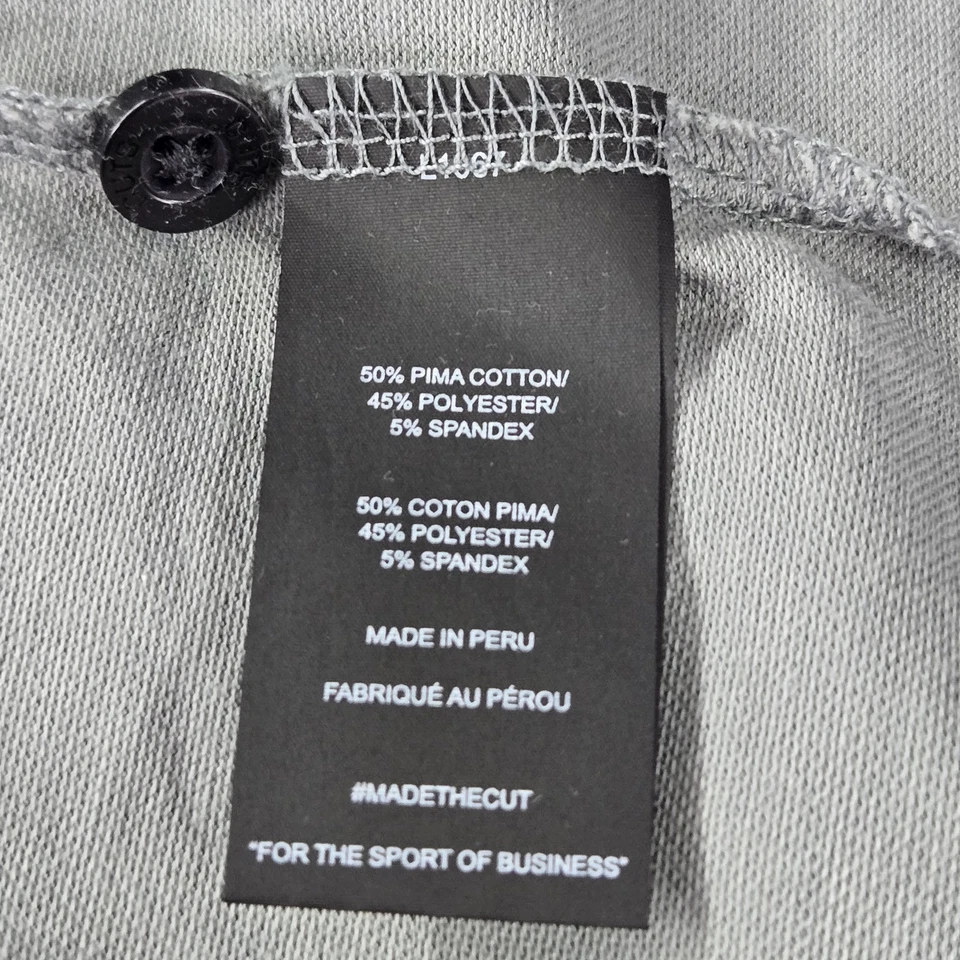 50% PIMA COTTON/
45% POLYESTER/
5% SPANDEX
50% COTON PIMA/
45% POLYESTER/
5% SPANDEX
MADE IN PERU
FABRIQUÉ AU PÉROU
#MADETHECUT
"FOR THE SPORT OF BUSINESS"